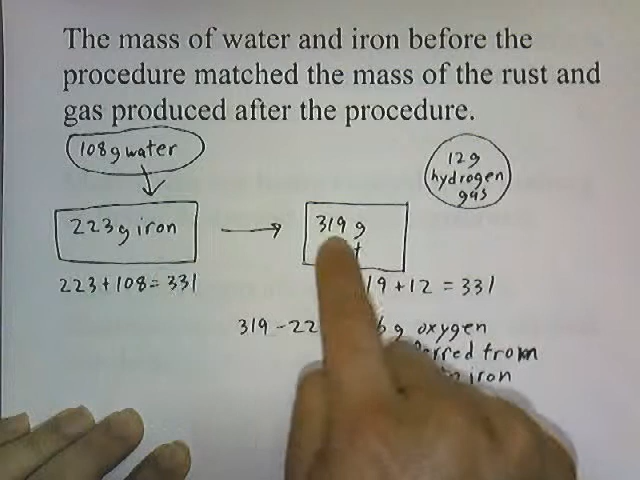 The mass of water and iron before the
procedure matched the mass of the rust and
gas produced after the procedure.
108g water
12g
hydrogen
gas
223g iron
319 g
223+108=331
9 +12 = 331
319 -22 g oxygen
from
iron